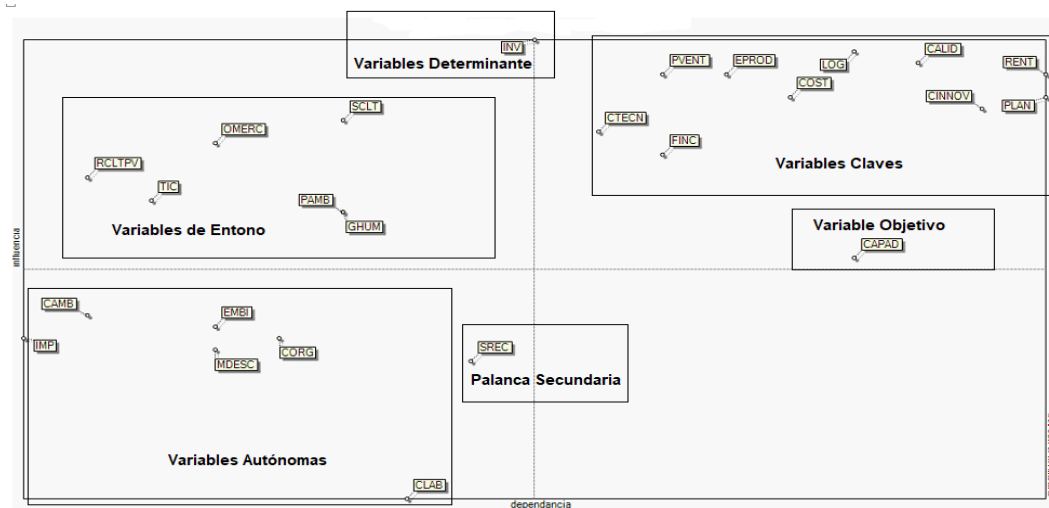 INV
Variables Determinante
PVENT
EPROD
LOG
CALID
RENT
COST
CINNOV
PLAN
CTECN
FINC
Variables Claves
SCLT
OMERC
RCLTPV
TIC
PAMB
GHUM
Variables de Entono
Variable Objetivo
CAPAD
influencia
CAMB
EMBI
IMP
CORG
MDESC
SREC
Palanca Secundaria
Variables Autónomas
CLAB
dependancia